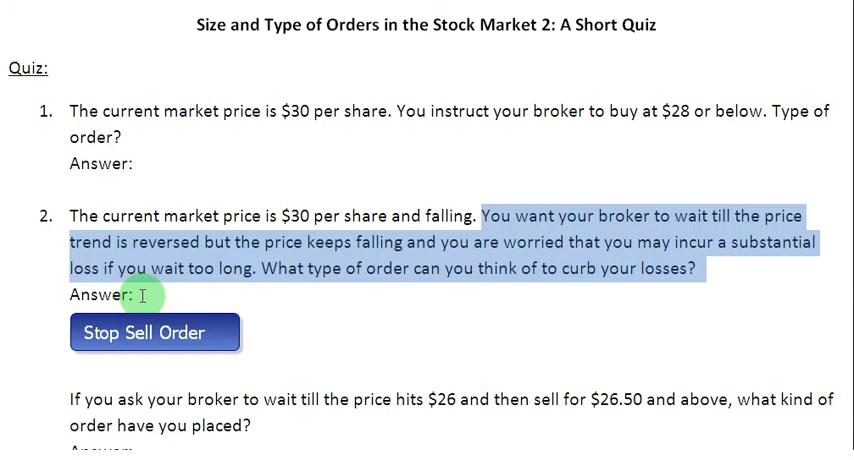 Size and Type of Orders in the Stock Market 2: A Short Quiz
Quiz:
1. The current market price is $30 per share. You instruct your broker to buy at $28 or below. Type of
order?
Answer:
2. The current market price is $30 per share and falling. You want your broker to wait till the price
trend is reversed but the price keeps falling and you are worried that you may incur a substantial
loss if you wait too long. What type of order can you think of to curb your losses?
Answer:
Stop Sell Order
If you ask your broker to wait till the price hits $26 and then sell for $26.50 and above, what kind of
order have you placed?